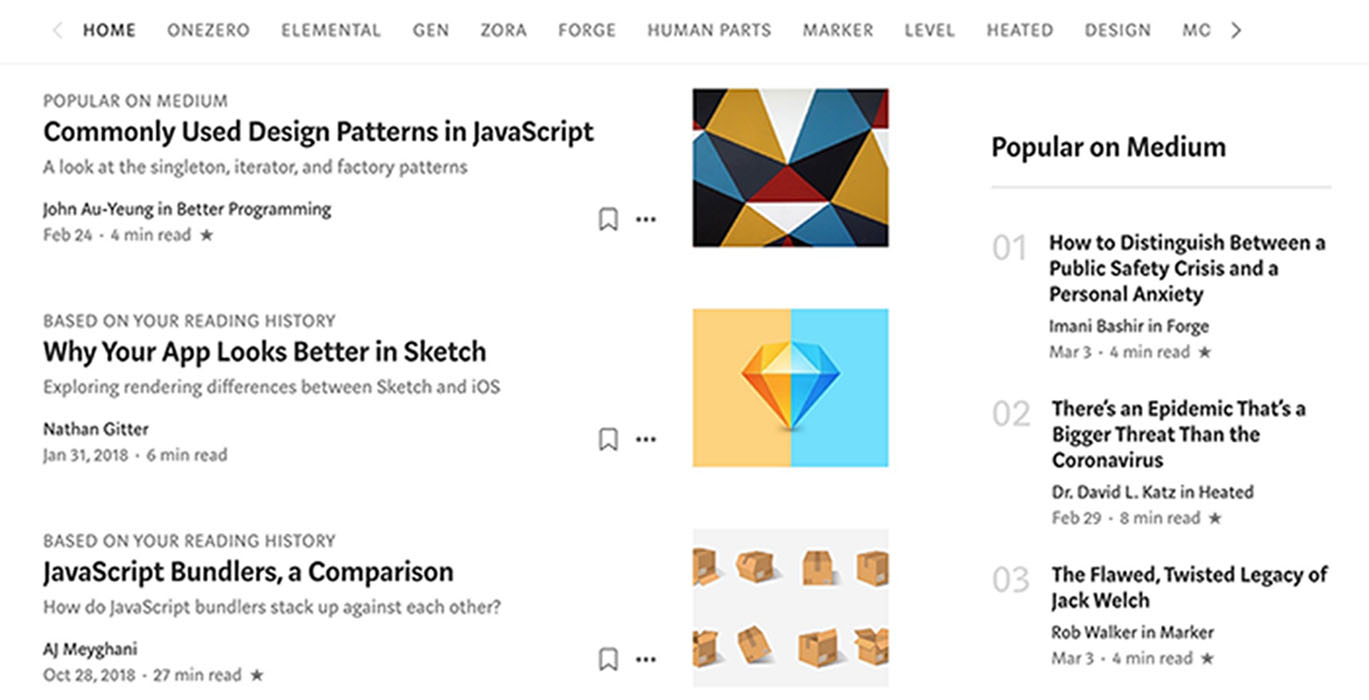 HOME ONEZERO ELEMENTAL GEN ZORA FORGE HUMAN PARTS MARKER LEVEL HEATED DESIGN MO
POPULAR ON MEDIUM
Commonly Used Design Patterns in JavaScript
A look at the singleton, iterator, and factory patterns
John Au-Yeung in Better Programming
Feb 24 · 4 min read ★
BASED ON YOUR READING HISTORY
Why Your App Looks Better in Sketch
Exploring rendering differences between Sketch and iOS
Nathan Gitter
Jan 31, 2018 · 6 min read
BASED ON YOUR READING HISTORY
JavaScript Bundlers, a Comparison
How do JavaScript bundlers stack up against each other?
AJ Meyghani
Oct 28, 2018 · 27 min read ★
Popular on Medium
01
How to Distinguish Between a
Public Safety Crisis and a
Personal Anxiety
Imani Bashir in Forge
Mar 3 · 4 min read ★
02
There’s an Epidemic That’s a
Bigger Threat Than the
Coronavirus
Dr. David L. Katz in Heated
Feb 29 · 8 min read ★
03
The Flawed, Twisted Legacy of
Jack Welch
Rob Walker in Marker
Mar 3 · 4 min read ★